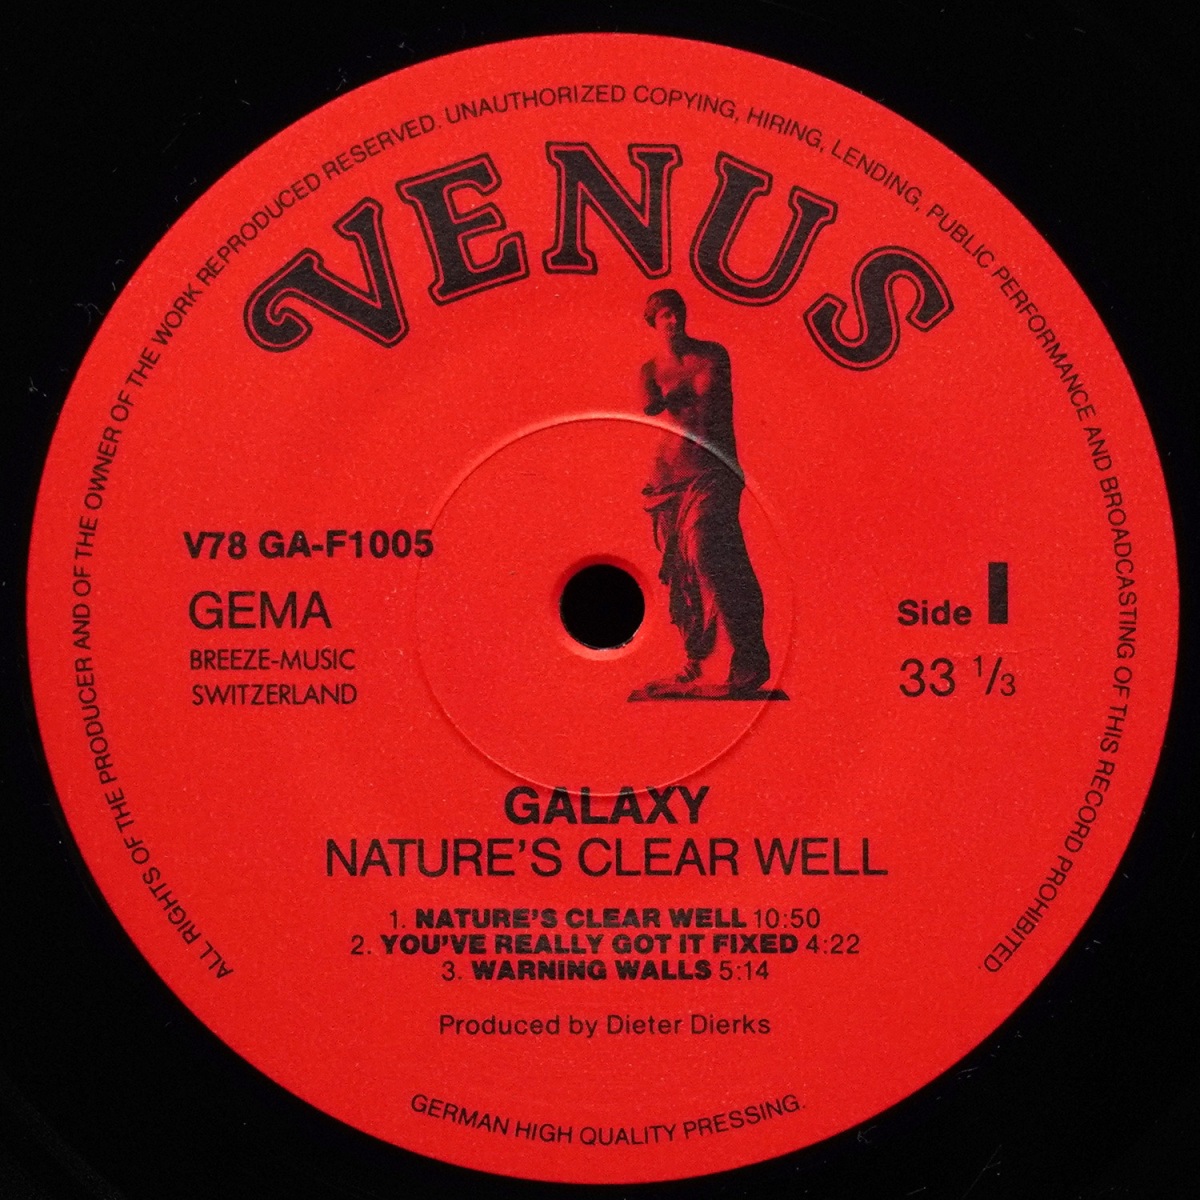 ALL RIGHTS OF THE PRODUCER AND OF THE OWNER OF THE WORK REPRODUCED RESERVED. UNAUTHORIZED COPYING, HIRING, LENDING, PUBLIC PERFORMANCE AND BROADCASTING OF THIS RECORD PROHIBITED.
VENUS
V78 GA-F1005
GEMA
BREEZE-MUSIC
SWITZERLAND
Side I
33 1/3
GALAXY
NATURE'S CLEAR WELL
1. NATURE'S CLEAR WELL 10:50
2. YOU'VE REALLY GOT IT FIXED 4:22
3. WARNING WALLS 5:14
Produced by Dieter Dierks
GERMAN HIGH QUALITY PRESSING.